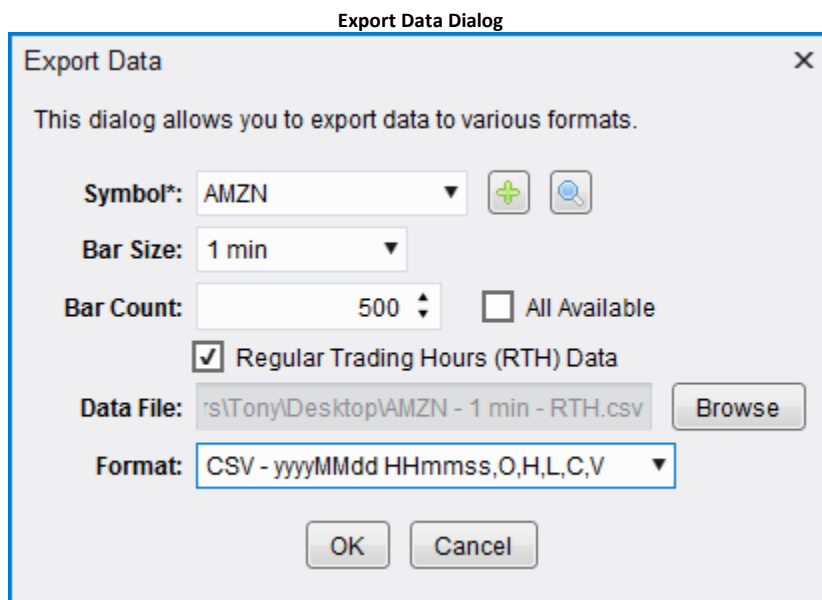 Export Data Dialog
Export Data
This dialog allows you to export data to various formats.
Symbol*: AMZN
Bar Size: 1 min
Bar Count: 500 All Available
Regular Trading Hours (RTH) Data
Data File: rs\Tony\Desktop\AMZN - 1 min - RTH.csv Browse
Format: CSV - yyyyMMdd HHmmss,O,H,L,C,V
OK Cancel